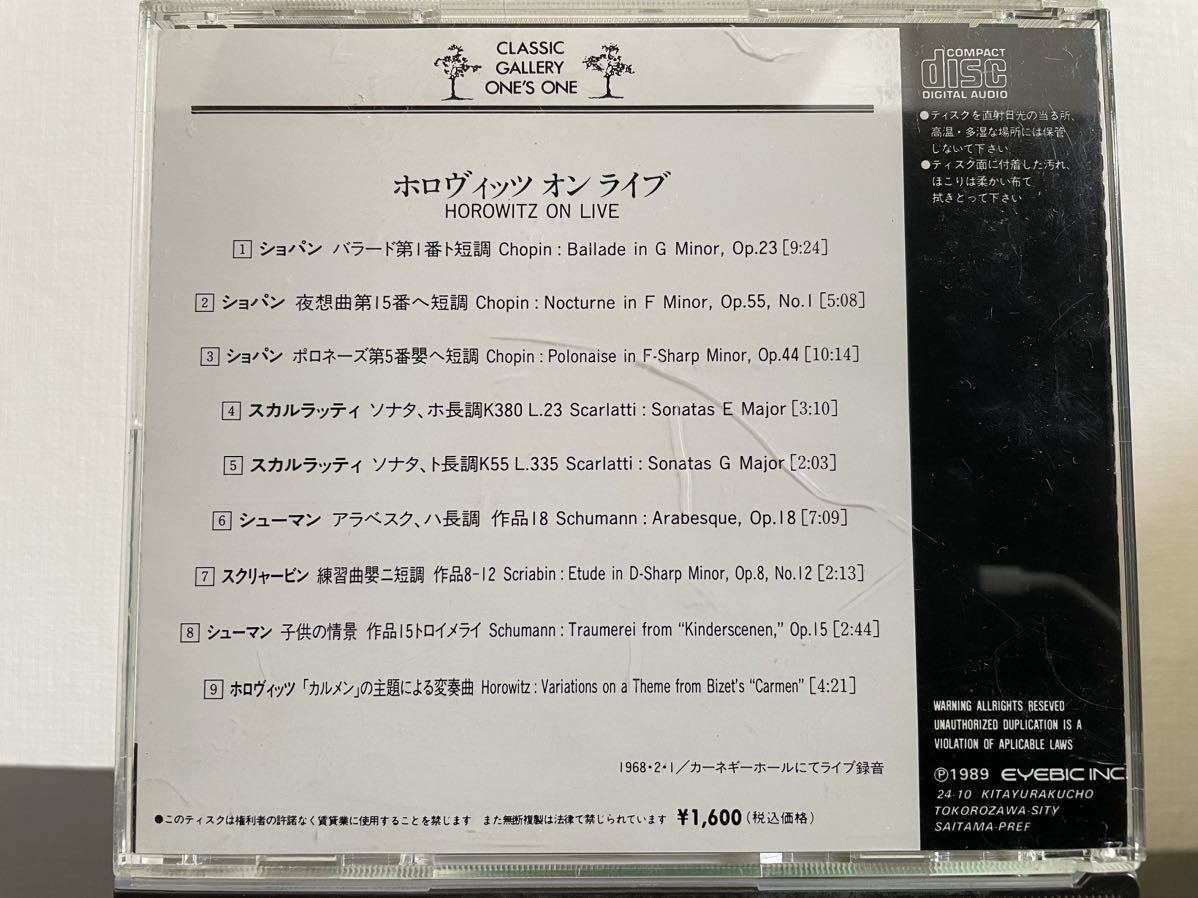 CLASSIC
GALLERY
ONE'S ONE
ホロヴィッツ オン ライブ
HOROWITZ ON LIVE
1 ショパン バラード第1番ト短調 Chopin : Ballade in G Minor, Op.23 [9:24]
2 ショパン 夜想曲第15番ヘ短調 Chopin : Nocturne in F Minor, Op.55, No.1 [5:08]
3 ショパン ポロネーズ第5番嬰ヘ短調 Chopin : Polonaise in F-Sharp Minor, Op.44 [10:14]
4 スカルラッティ ソナタ、ホ長調K380 L.23 Scarlatti : Sonatas E Major [3:10]
5 スカルラッティ ソナタ、ト長調K55 L.335 Scarlatti : Sonatas G Major [2:03]
6 シューマン アラベスク、ハ長調 作品18 Schumann : Arabesque, Op.18 [7:09]
7 スクリャービン 練習曲嬰ニ短調 作品8-12 Scriabin : Etude in D-Sharp Minor, Op.8, No.12 [2:13]
8 シューマン 子供の情景 作品15トロイメライ Schumann : Traumerei from "Kinderscenen," Op.15 [2:44]
9 ホロヴィッツ 「カルメン」の主題による変奏曲 Horowitz : Variations on a Theme from Bizet's "Carmen" [4:21]
1968・2・1／カーネギーホールにてライブ録音
●このディスクは権利者の許諾なく賃貸業に使用することを禁じます また無断複製は法律で禁じられています ¥1,600(税込価格)
COMPACT
disc
DIGITAL AUDIO
●ディスクを直射日光の当る所、
高温・多湿な場所には保管
しないで下さい
●ディスク面に付着した汚れ、
ほこりは柔かい布で
拭きとって下さい
WARNING ALLRIGHTS RESEVED
UNAUTHORIZED DUPLICATION IS A
VIOLATION OF APLICABLE LAWS
Ⓟ1989 EYEBIC INC.
24-10 KITAYURAKUCHO
TOKOROZAWA-SITY
SAITAMA-PREF